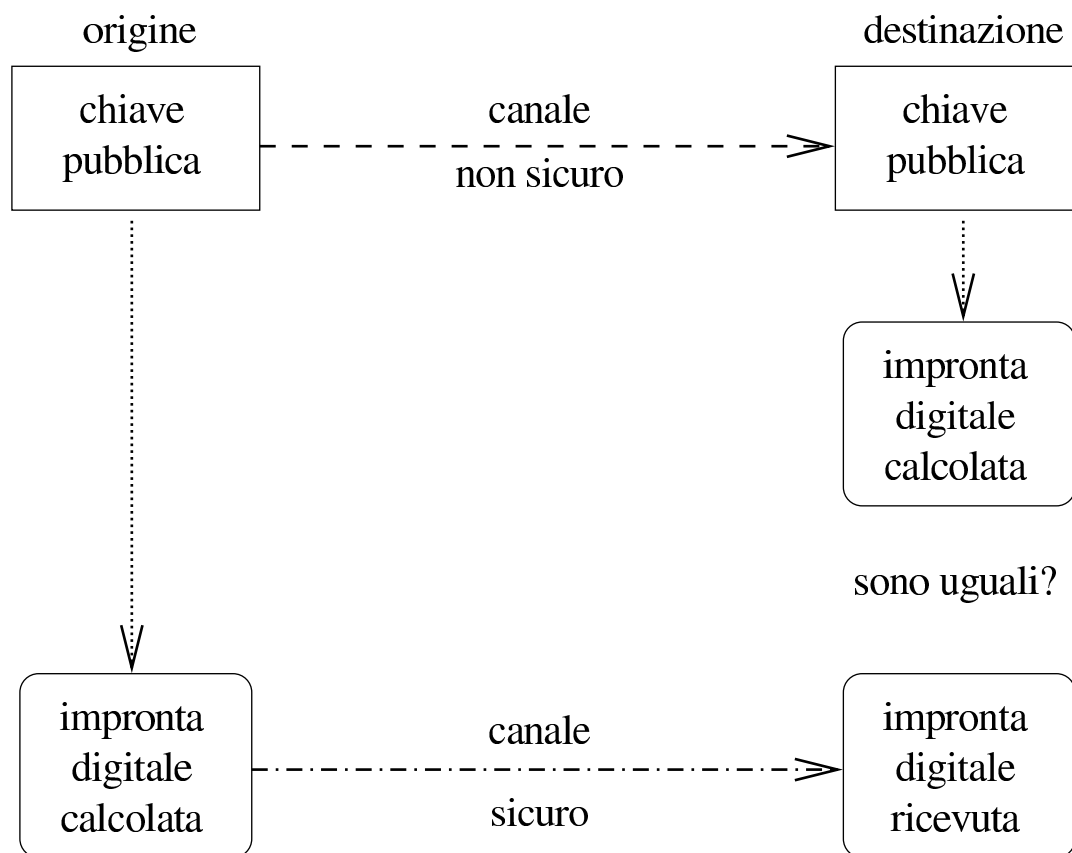 origine
destinazione
chiave
pubblica
canale
non sicuro
chiave
pubblica
impronta
digitale
calcolata
sono uguali?
impronta
digitale
calcolata
canale
sicuro
impronta
digitale
ricevuta